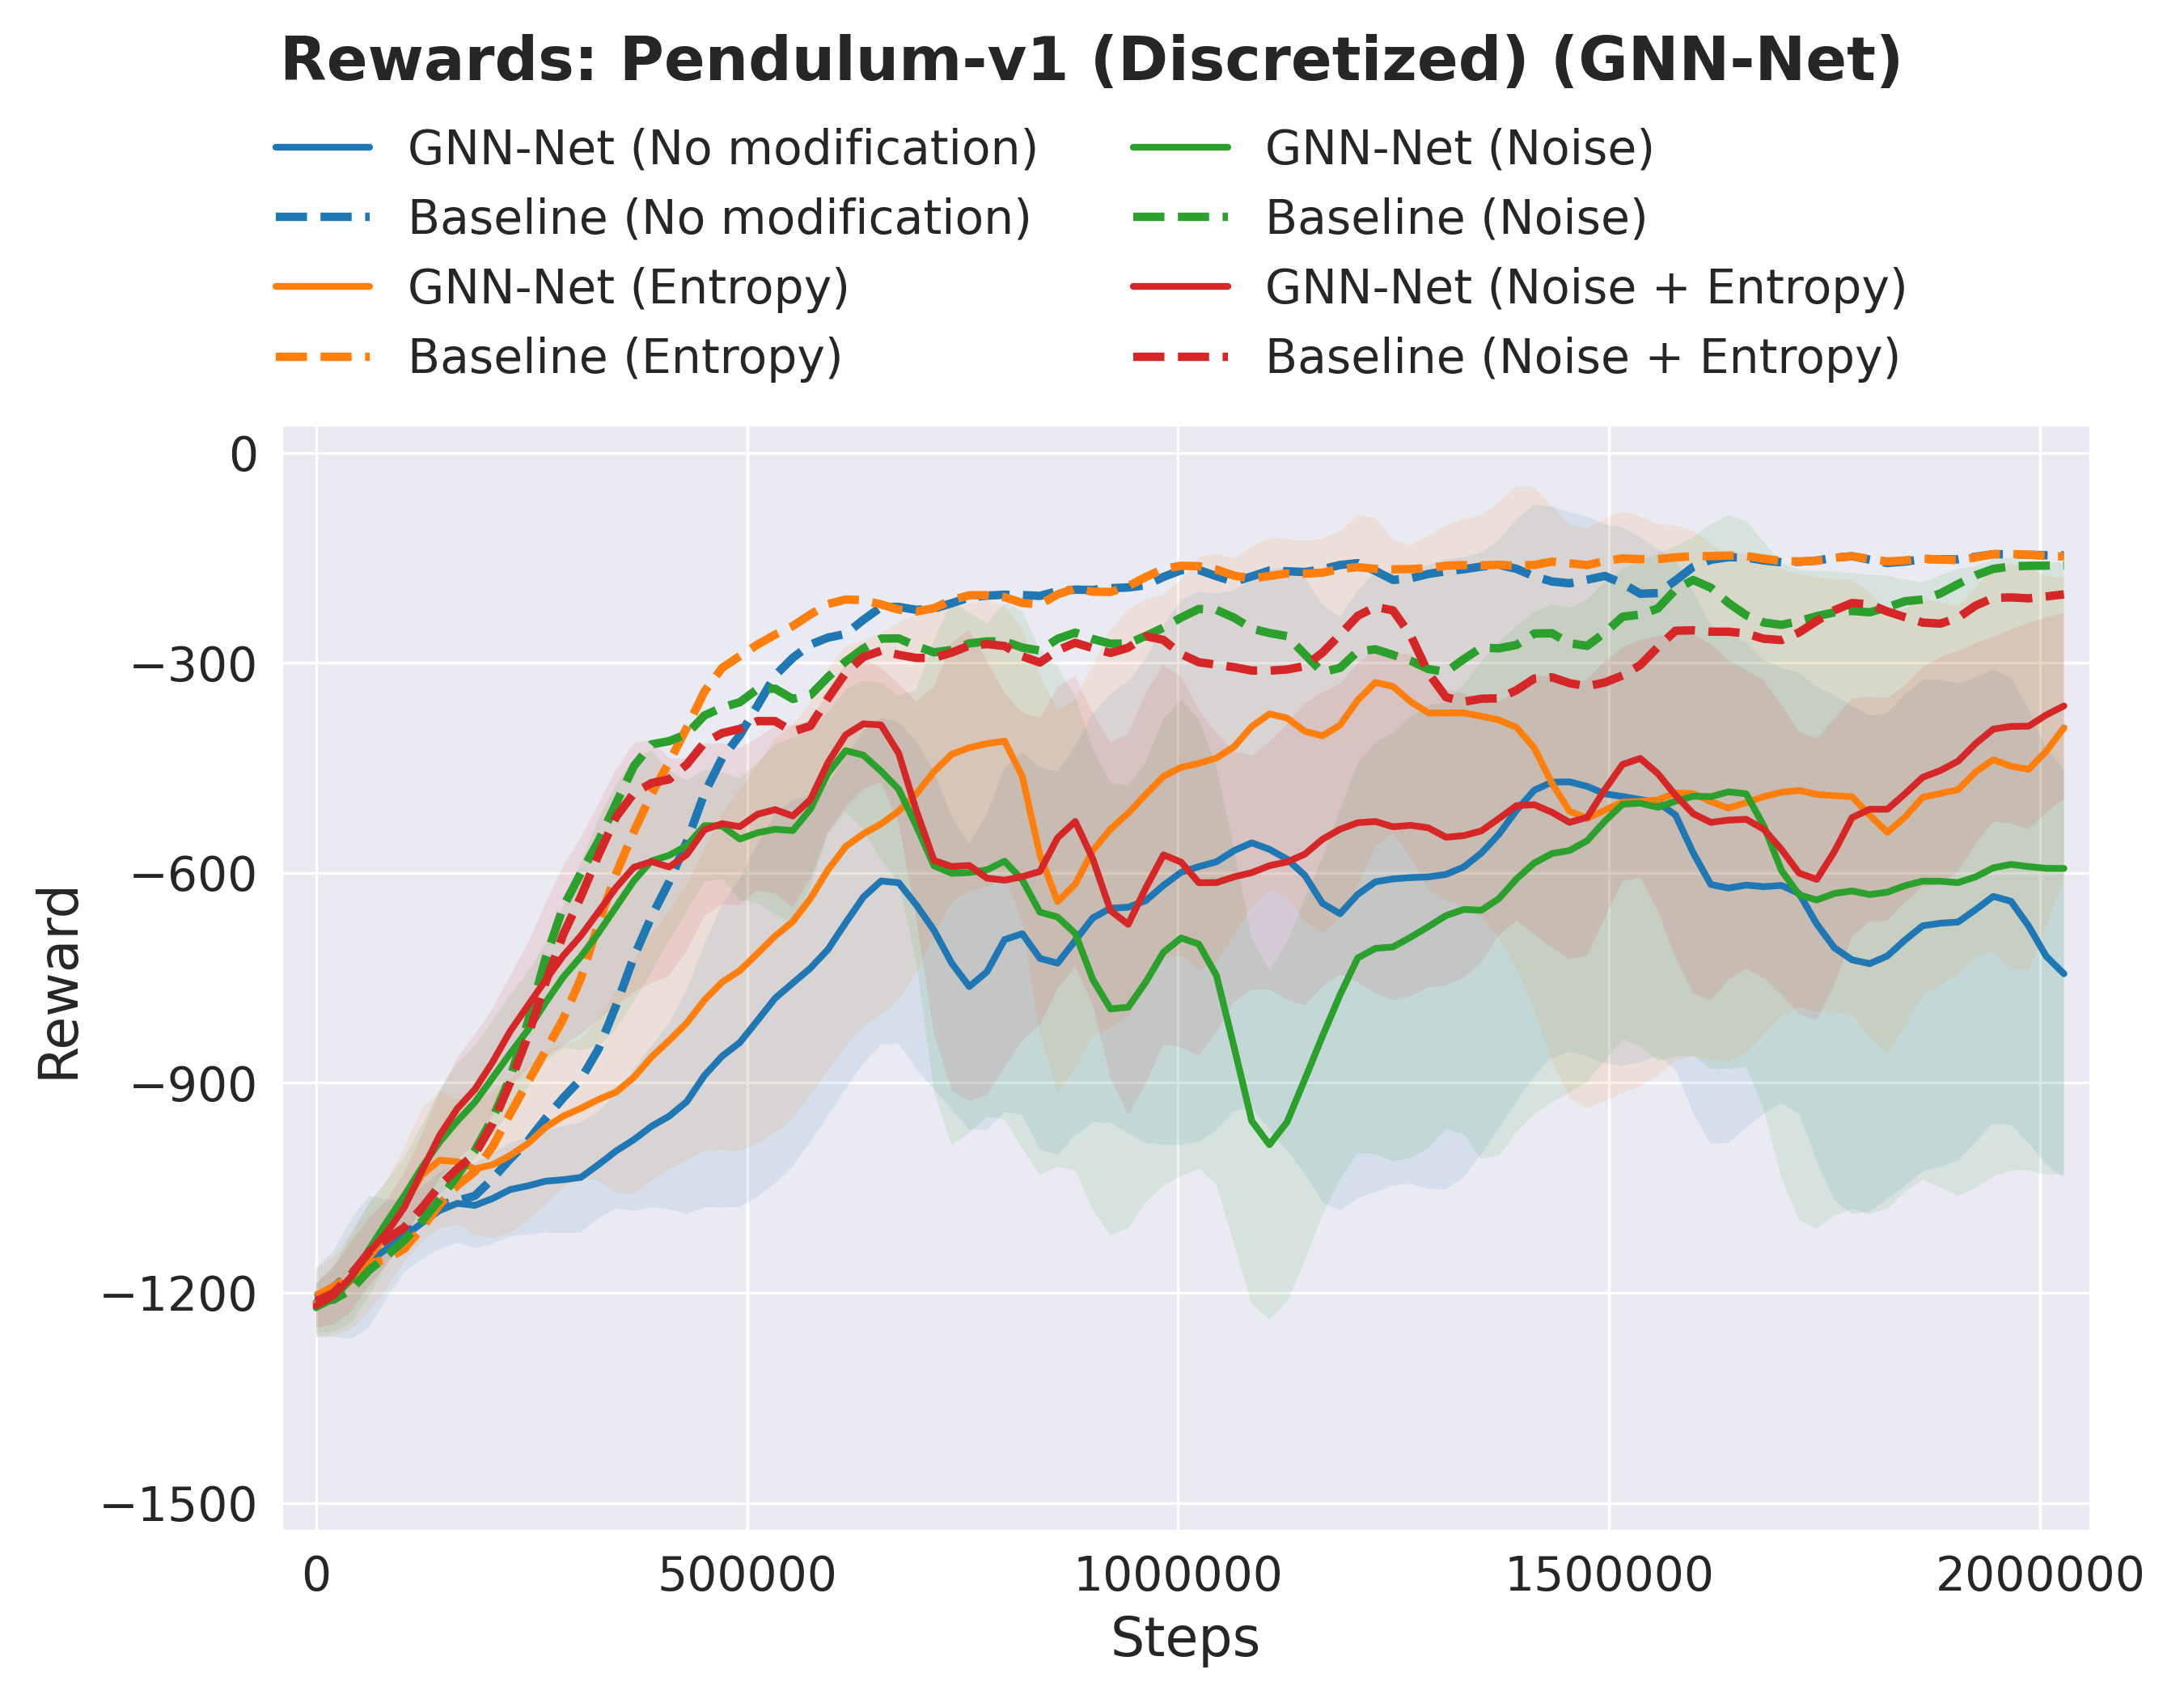 Rewards: Pendulum-v1 (Discretized) (GNN-Net)
GNN-Net (No modification)
Baseline (No modification)
GNN-Net (Entropy)
Baseline (Entropy)
GNN-Net (Noise)
Baseline (Noise)
GNN-Net (Noise + Entropy)
Baseline (Noise + Entropy)
Reward
0
−300
−600
−900
−1200
−1500
0
500000
1000000
1500000
2000000
Steps